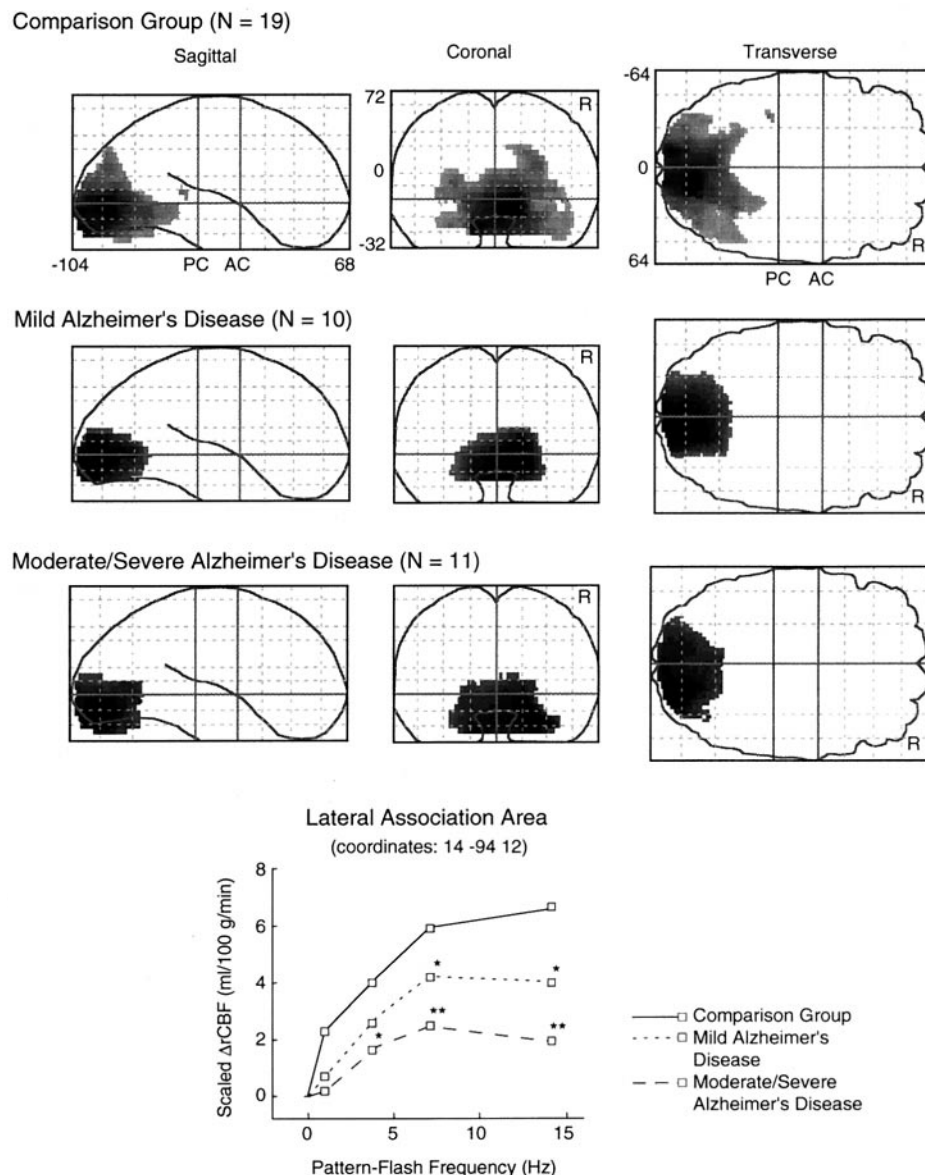 Comparison Group (N = 19)
Sagittal
Coronal
Transverse
72
0
-32
R
-64
0
64
R
-104
PC
AC
68
PC
AC
Mild Alzheimer's Disease (N = 10)
R
R
Moderate/Severe Alzheimer's Disease (N = 11)
R
R
Lateral Association Area
(coordinates: 14 -94 12)
Scaled ΔrCBF (ml/100 g/min)
8
6
4
2
0
*
*
*
**
**
0
5
10
15
Pattern-Flash Frequency (Hz)
Comparison Group
Mild Alzheimer's
Disease
Moderate/Severe
Alzheimer's Disease